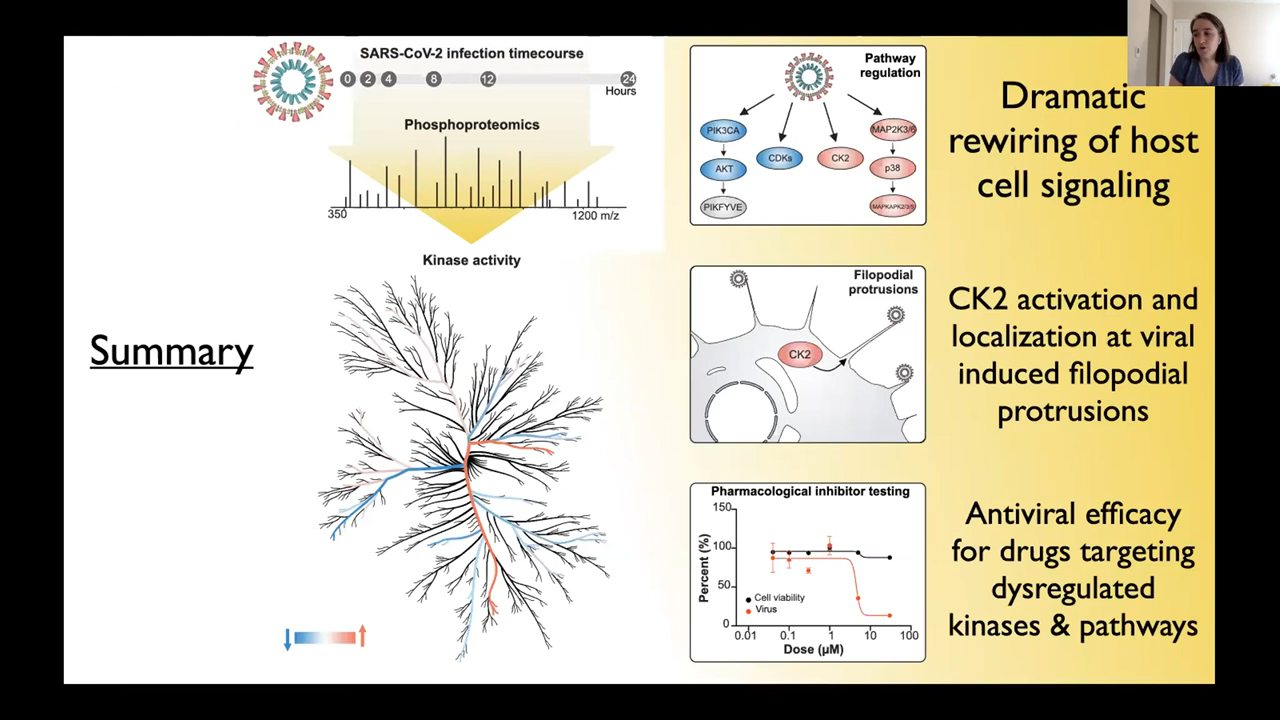 Summary
SARS-CoV-2 infection timecourse
0 2 4 8 12 24
Hours
Phosphoproteomics
350 1200 m/z
Kinase activity
Pathway
regulation
PIK3CA
AKT
PIKFYVE
CDKs
CK2
MAP2K3/6
p38
MAPKAPK2/3/5
Dramatic
rewiring of host
cell signaling
Filopodial
protrusions
CK2
CK2 activation and
localization at viral
induced filopodial
protrusions
Pharmacological inhibitor testing
Percent (%)
150
100
50
0
Cell viability
Virus
0.01 0.1 1 10 100
Dose (µM)
Antiviral efficacy
for drugs targeting
dysregulated
kinases & pathways